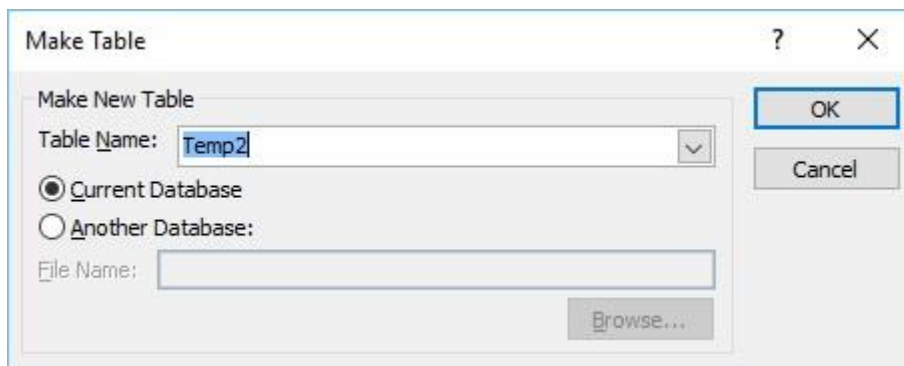 Make Table ?
Make New Table
OK
Table Name: Temp2
Cancel
Current Database
Another Database:
File Name:
Browse...